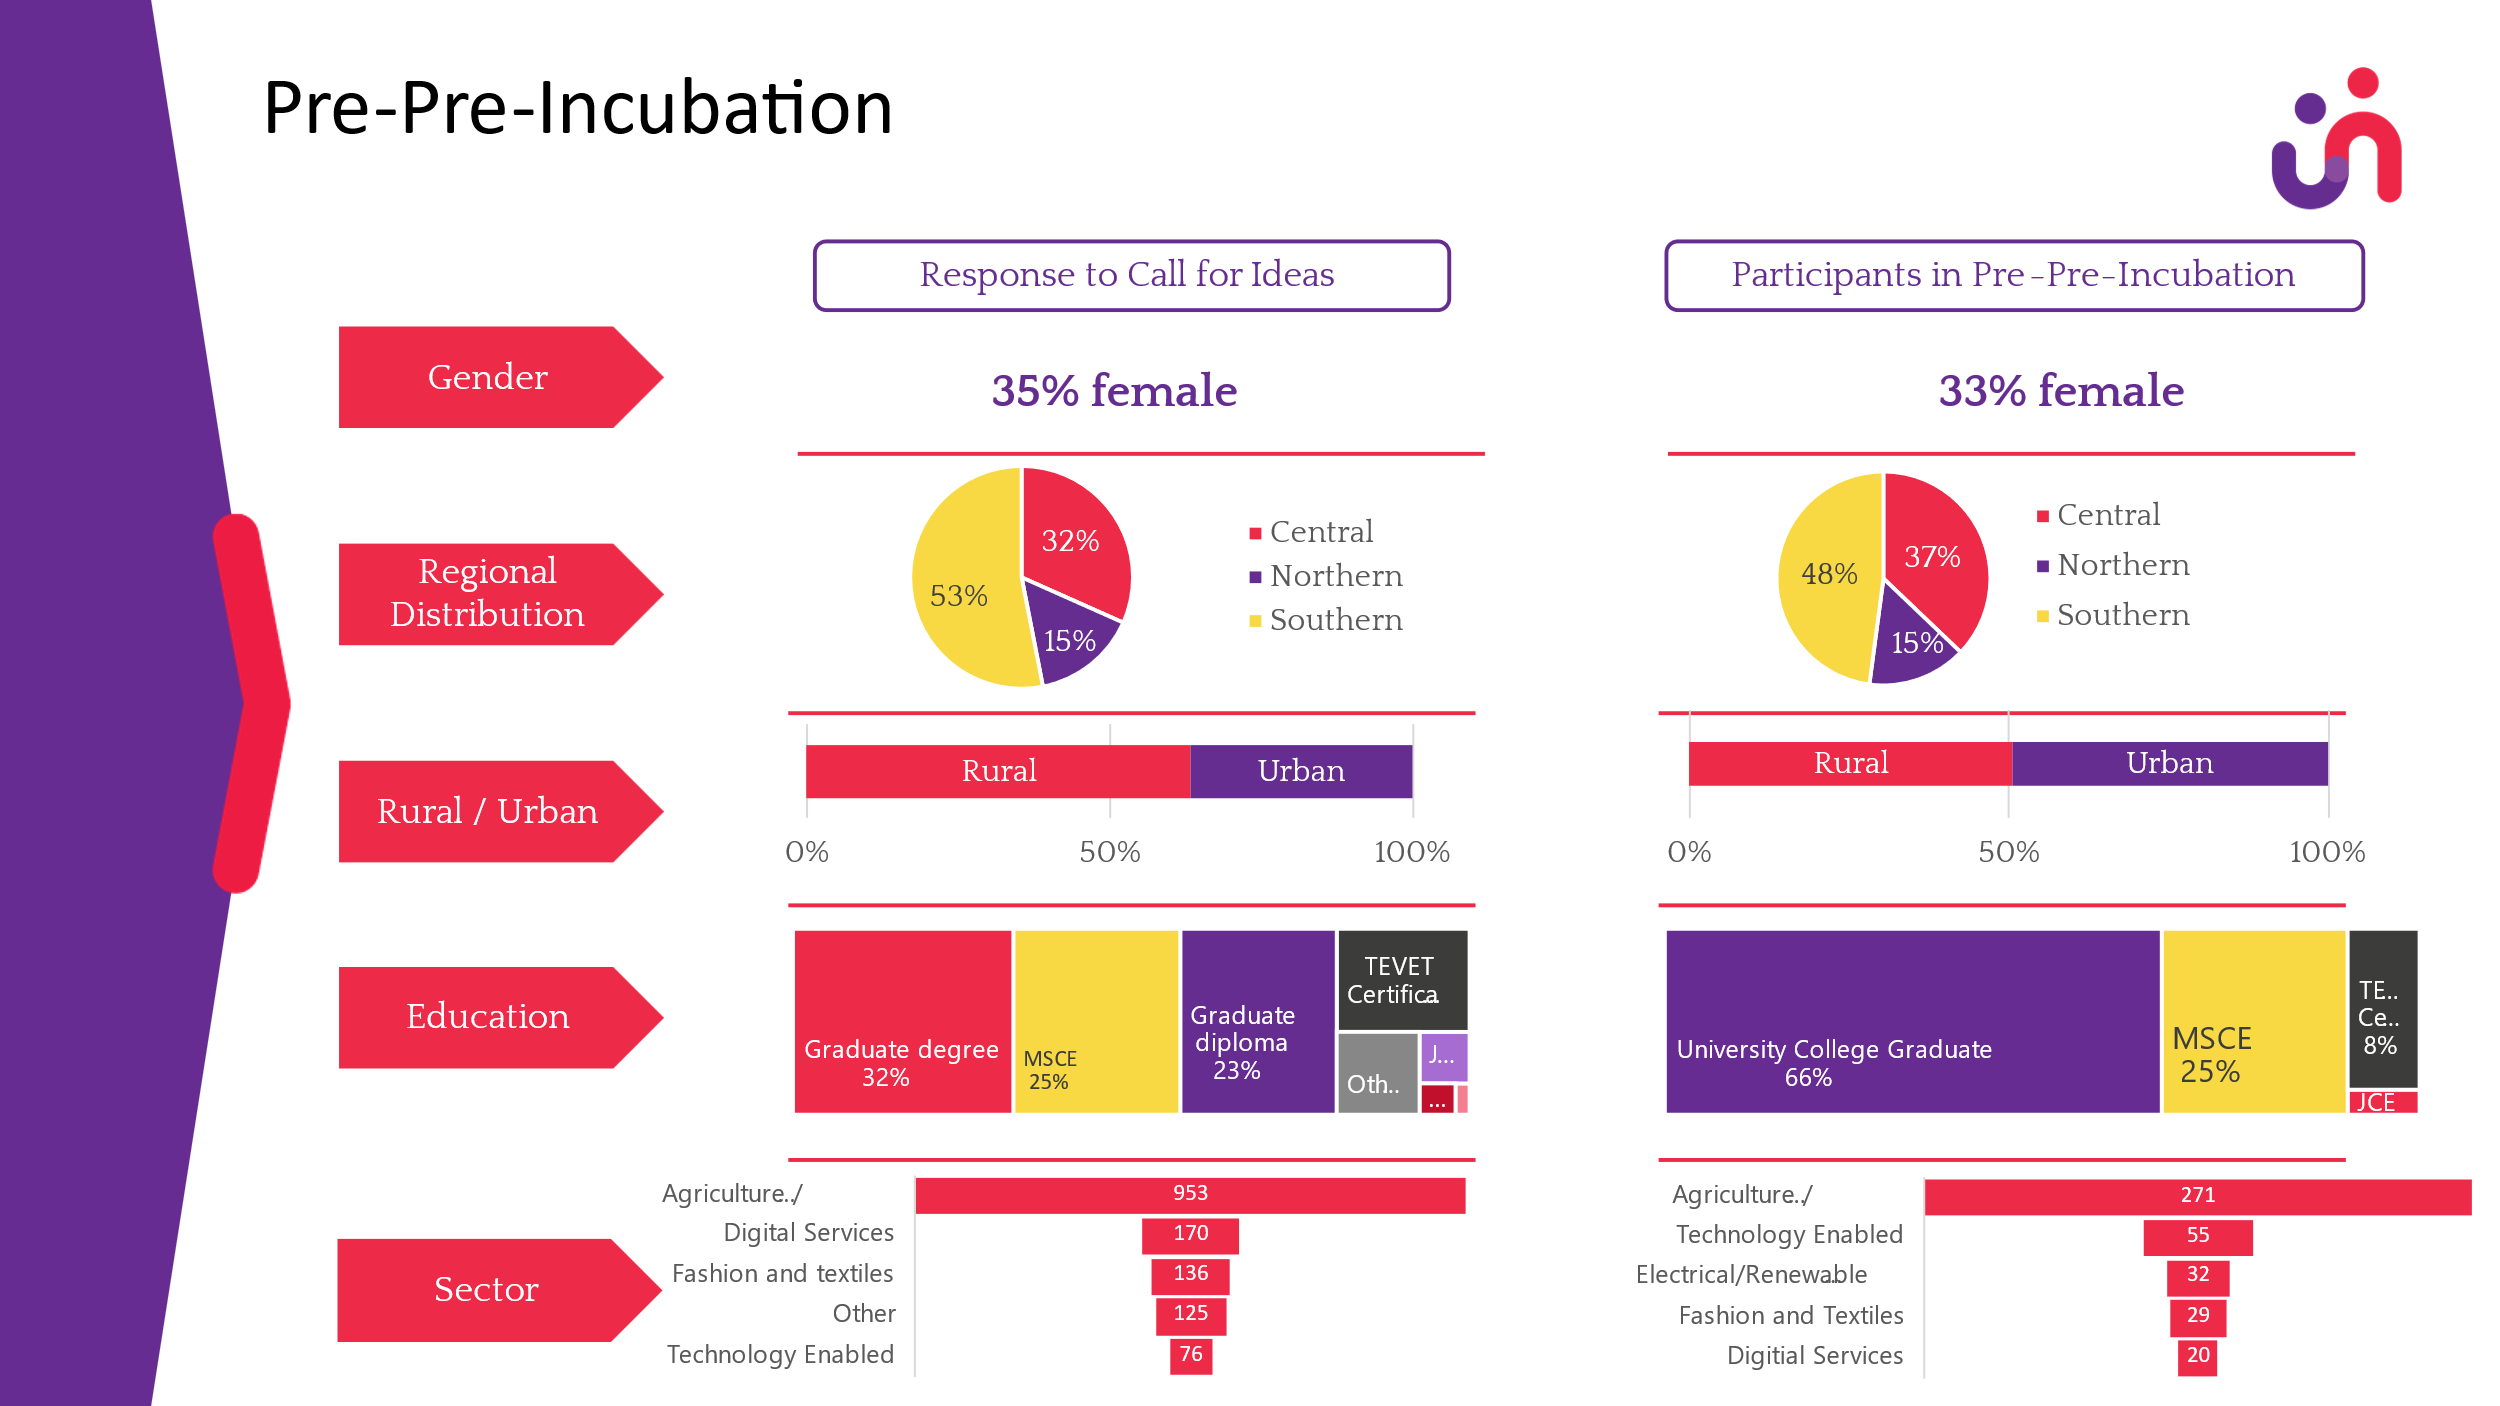 Pre-Pre-Incubation
Response to Call for Ideas
Participants in Pre-Pre-Incubation
Gender
35% female
33% female
Regional
Distribution
32%
15%
53%
Central
Northern
Southern
37%
15%
48%
Central
Northern
Southern
Rural / Urban
Rural
Urban
0%
50%
100%
Rural
Urban
0%
50%
100%
Education
Graduate degree
32%
MSCE
25%
Graduate
diploma
23%
TEVET
Certifica...
Oth...
J...
...
University College Graduate
66%
MSCE
25%
TE...
Ce...
8%
JCE
Sector
Agriculture.../
953
Digital Services
170
Fashion and textiles
136
Other
125
Technology Enabled
76
Agriculture.../
271
Technology Enabled
55
Electrical/Renewable...
32
Fashion and Textiles
29
Digitial Services
20